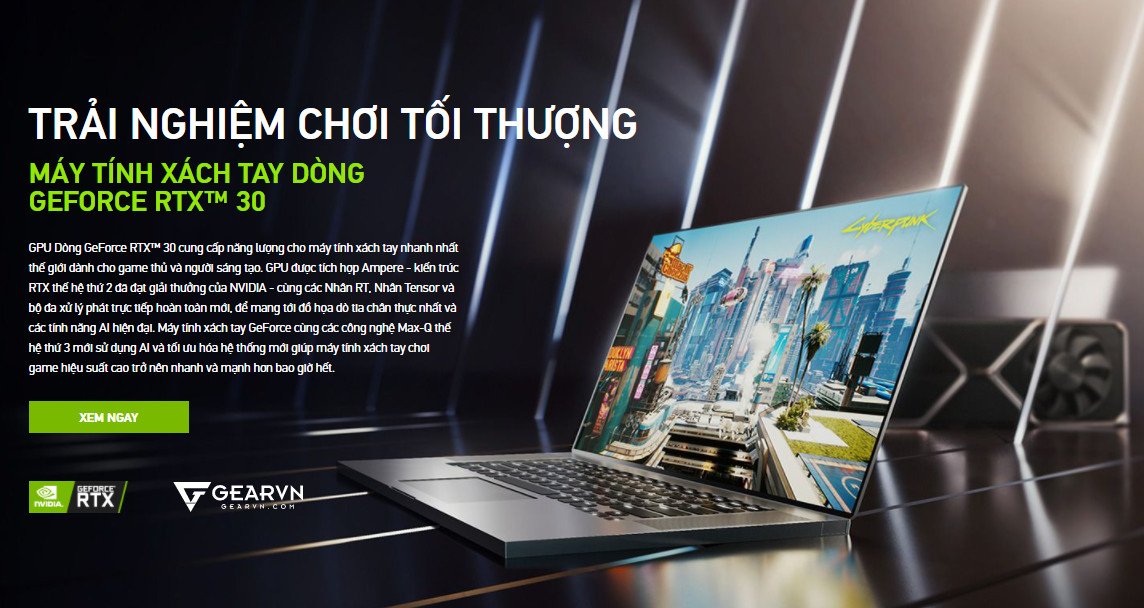 TRẢI NGHIỆM CHƠI TỐI THƯỢNG
MÁY TÍNH XÁCH TAY DÒNG
GEFORCE RTX™ 30
GPU Dòng GeForce RTX™ 30 cung cấp năng lượng cho máy tính xách tay nhanh nhất
thế giới dành cho game thủ và người sáng tạo. GPU được tích hợp Ampere - kiến trúc
RTX thế hệ thứ 2 đã đạt giải thưởng của NVIDIA - cùng các Nhân RT, Nhân Tensor và
bộ đa xử lý phát trực tiếp hoàn toàn mới, để mang tới đồ họa dò tia chân thực nhất và
các tính năng AI hiện đại. Máy tính xách tay GeForce cùng các công nghệ Max-Q thế
hệ thứ 3 mới sử dụng AI và tối ưu hóa hệ thống mới giúp máy tính xách tay chơi
game hiệu suất cao trở nên nhanh và mạnh hơn bao giờ hết.
XEM NGAY
NVIDIA. GEFORCE RTX
GEARVN
GEARVN.COM
CYBERPUNK
BROOKLYN
BARISTA